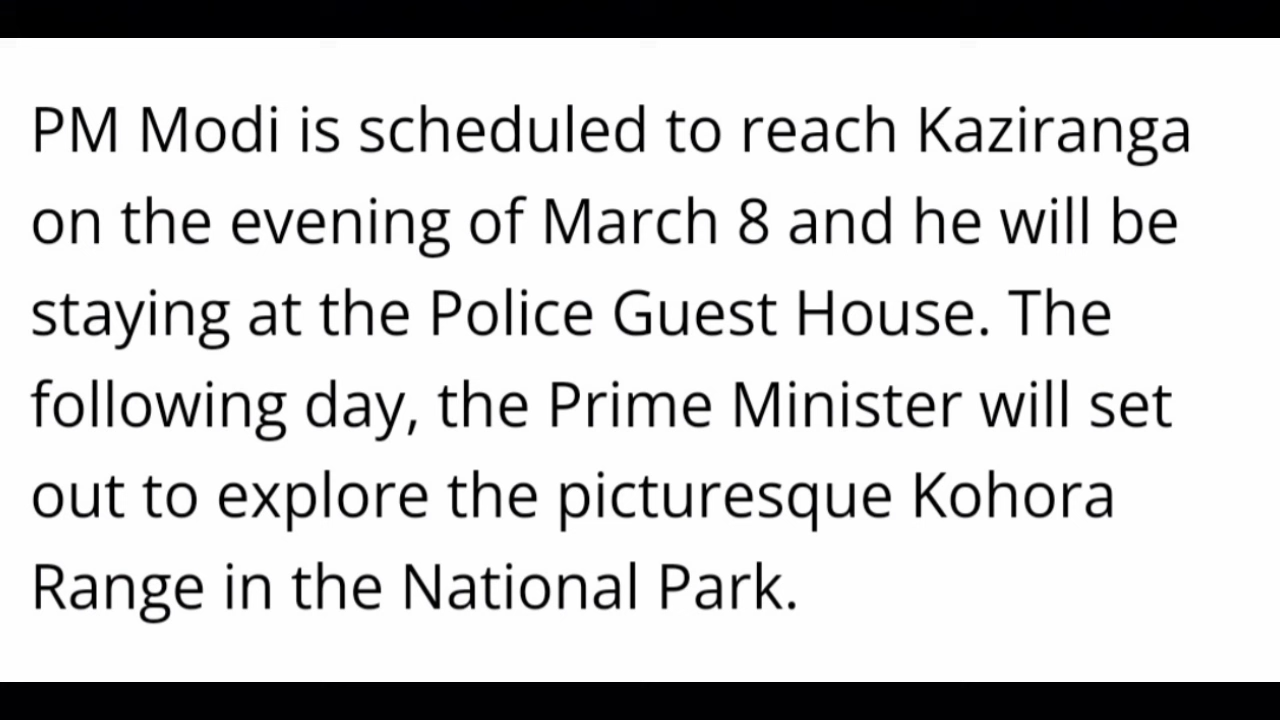 PM Modi is scheduled to reach Kaziranga
on the evening of March 8 and he will be
staying at the Police Guest House. The
following day, the Prime Minister will set
out to explore the picturesque Kohora
Range in the National Park.